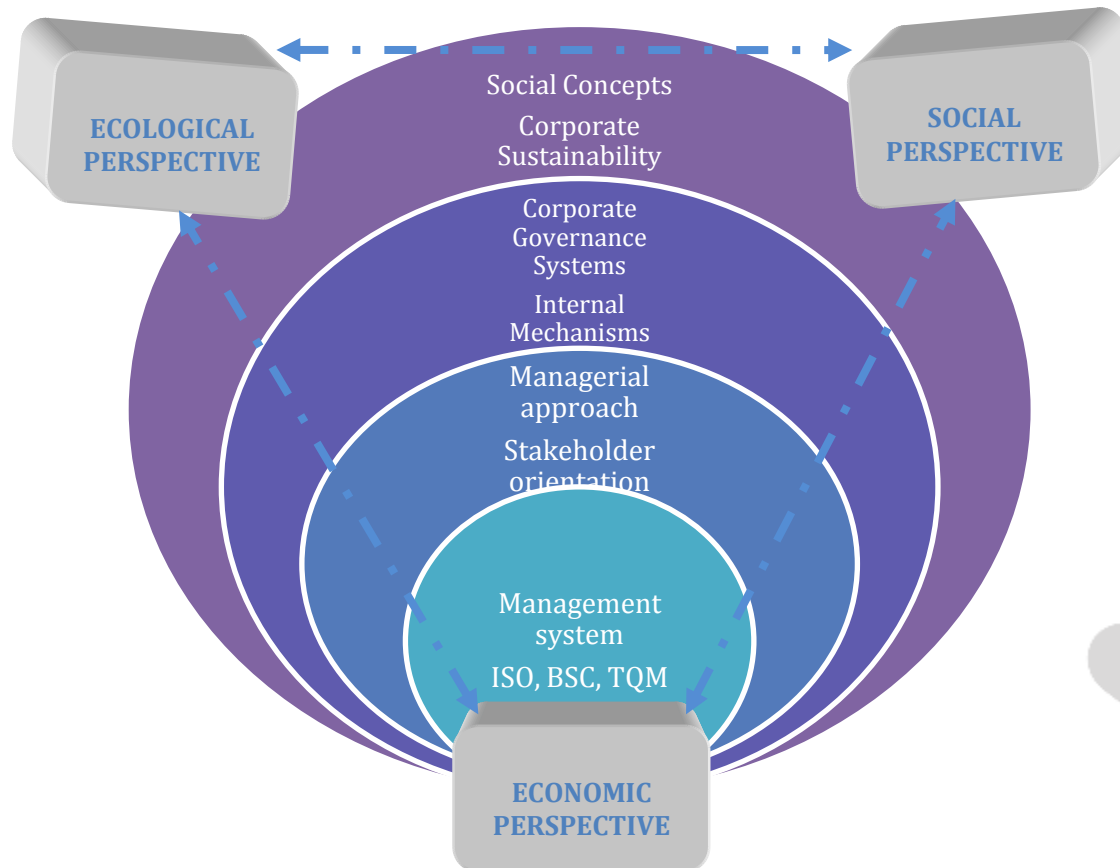 Social Concepts
Corporate
Sustainability
ECOLOGICAL
PERSPECTIVE
SOCIAL
PERSPECTIVE
Corporate
Governance
Systems
Internal
Mechanisms
Managerial
approach
Stakeholder
orientation
Management
system
ISO, BSC, TQM
ECONOMIC
PERSPECTIVE